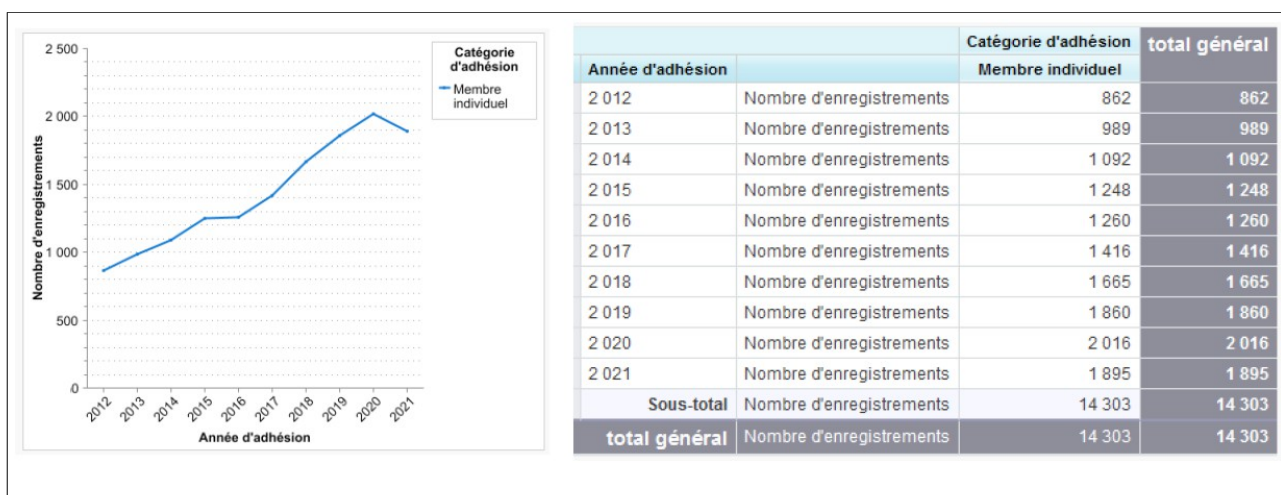 2 500
2 000
1 500
1 000
500
0
Nombre d'enregistrements
2012 2013 2014 2015 2016 2017 2018 2019 2020 2021
Année d'adhésion
Catégorie
d'adhésion
Membre
individuel
Catégorie d'adhésion total général
Année d'adhésion Membre individuel
2 012 Nombre d'enregistrements 862 862
2 013 Nombre d'enregistrements 989 989
2 014 Nombre d'enregistrements 1 092 1 092
2 015 Nombre d'enregistrements 1 248 1 248
2 016 Nombre d'enregistrements 1 260 1 260
2 017 Nombre d'enregistrements 1 416 1 416
2 018 Nombre d'enregistrements 1 665 1 665
2 019 Nombre d'enregistrements 1 860 1 860
2 020 Nombre d'enregistrements 2 016 2 016
2 021 Nombre d'enregistrements 1 895 1 895
Sous-total Nombre d'enregistrements 14 303 14 303
total général Nombre d'enregistrements 14 303 14 303